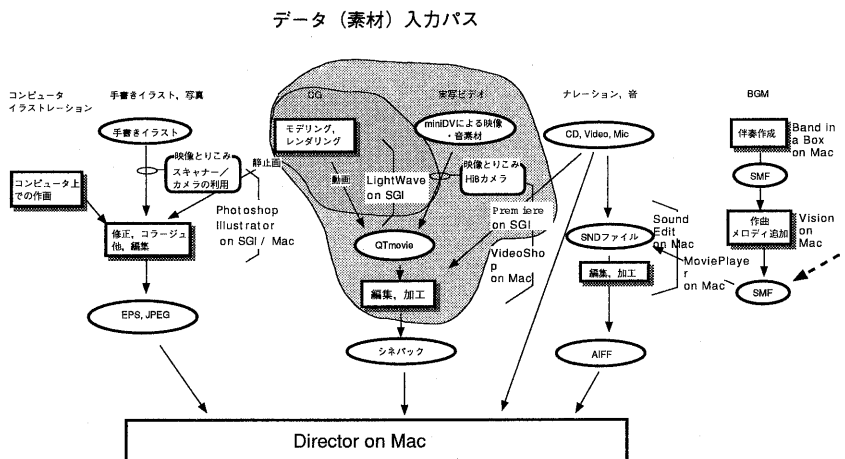 データ（素材）入力パス
コンピュータ
イラストレーション
手書きイラスト，写真
CG
実写ビデオ
ナレーション，音
BGM
手書きイラスト
映像とりこみ
スキャナー／
カメラの利用
静止画
コンピュータ上
での作画
修正，コラージュ
他，編集
Photoshop
Illustrator
on SGI / Mac
EPS, JPEG
モデリング，
レンダリング
動画
LightWave
on SGI
miniDVによる映像
・音素材
映像とりこみ
Hi8カメラ
Premiere
on SGI
VideoSho
p
on Mac
QTmovie
編集，加工
シネパック
CD, Video, Mic
SNDファイル
編集，加工
Sound
Edit
on Mac
MoviePlaye
r
on Mac
AIFF
伴奏作成
Band in
a Box
on Mac
SMF
作曲
メロディ追加
Vision
on
Mac
SMF
Director on Mac